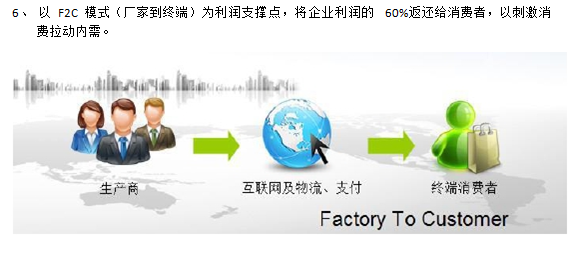 6、 以 F2C 模式（厂家到终端）为利润支撑点，将企业利润的 60%返还给消费者，以刺激消
费拉动内需。
生产商 互联网及物流、支付 终端消费者
Factory To Customer